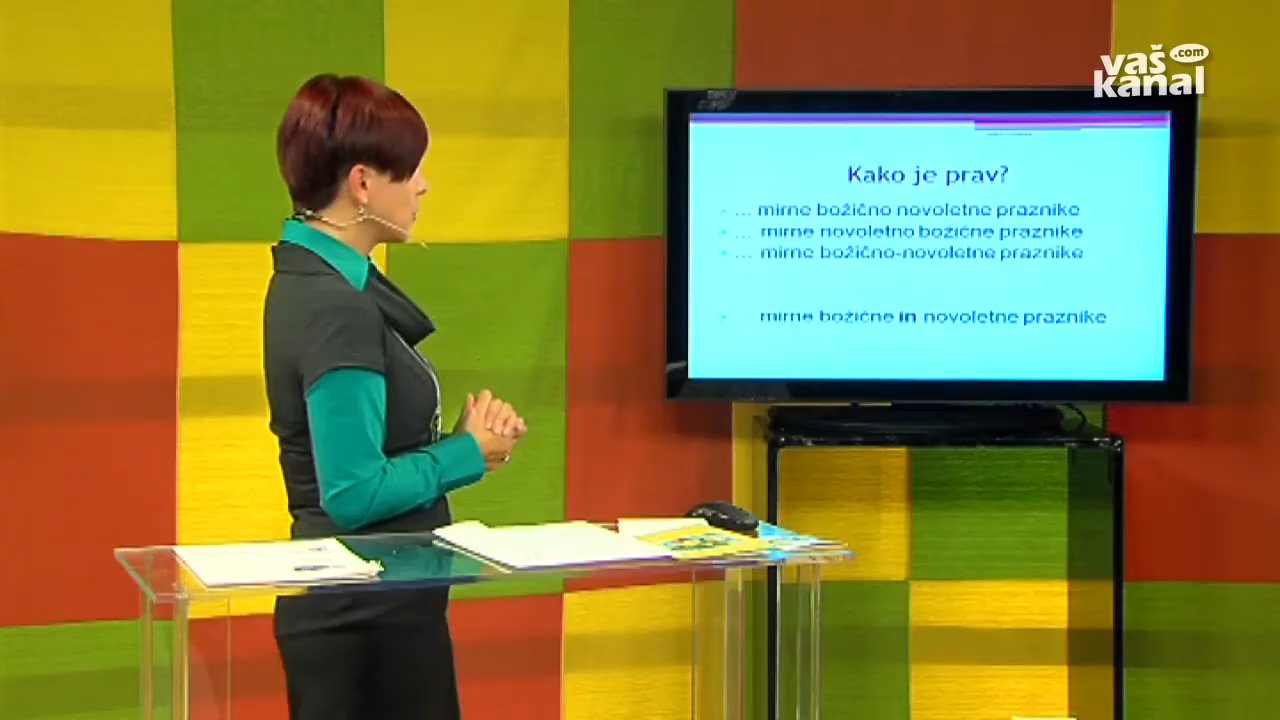 vaš
.com
kanal
Kako je prav?
... mirne božično novoletne praznike
... mirne novoletno božične praznike
... mirne božično-novoletne praznike
... mirne božične in novoletne praznike